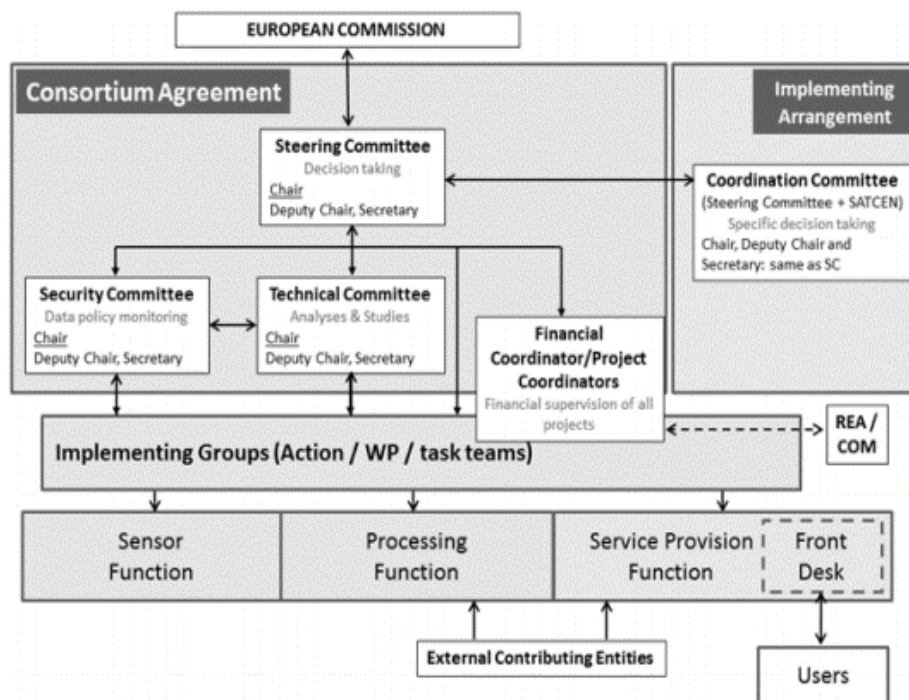 EUROPEAN COMMISSION
Consortium Agreement
Implementing
Arrangement
Steering Committee
Decision taking
Chair
Deputy Chair, Secretary
Coordination Committee
(Steering Committee + SATCEN)
Specific decision taking
Chair, Deputy Chair and
Secretary: same as SC
Security Committee
Data policy monitoring
Chair
Deputy Chair, Secretary
Technical Committee
Analyses & Studies
Chair
Deputy Chair, Secretary
Financial
Coordinator/Project
Coordinators
Financial supervision of all
projects
REA /
COM
Implementing Groups (Action / WP / task teams)
Sensor
Function
Processing
Function
Service Provision
Function
Front
Desk
External Contributing Entities
Users